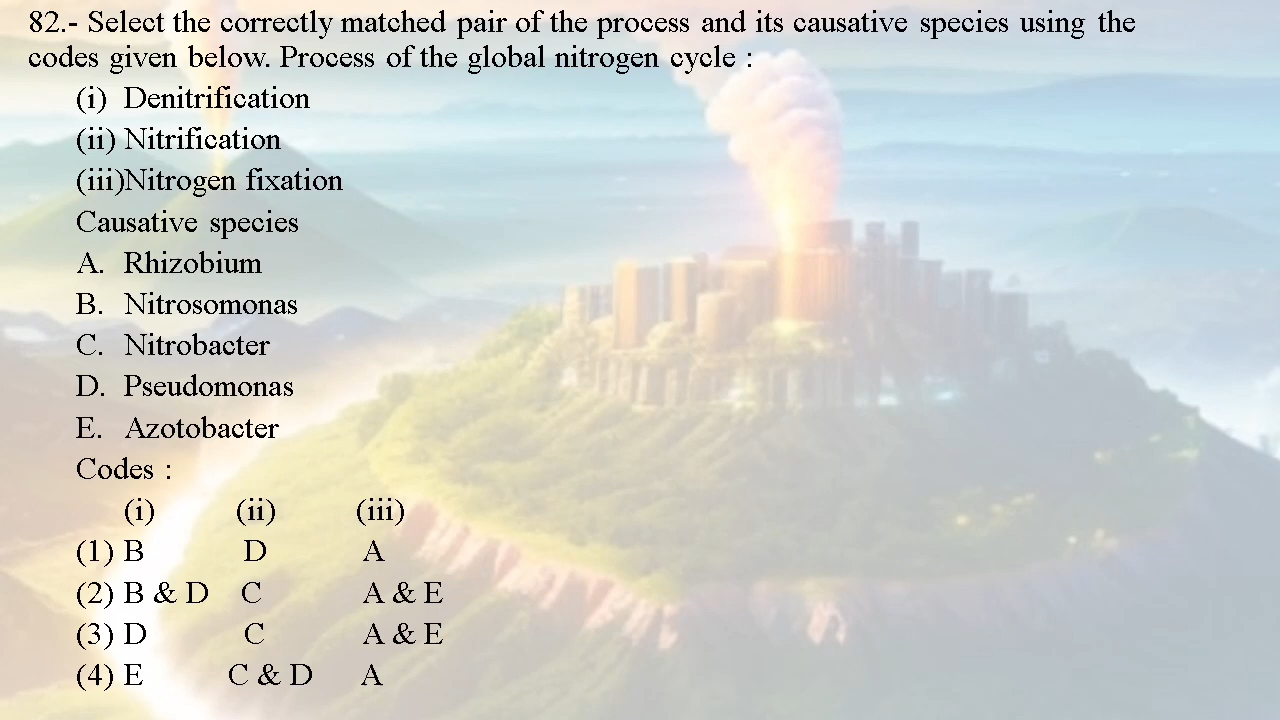 82.- Select the correctly matched pair of the process and its causative species using the
codes given below. Process of the global nitrogen cycle :
(i) Denitrification
(ii) Nitrification
(iii)Nitrogen fixation
Causative species
A. Rhizobium
B. Nitrosomonas
C. Nitrobacter
D. Pseudomonas
E. Azotobacter
Codes :
(i) (ii) (iii)
(1) B D A
(2) B & D C A & E
(3) D C A & E
(4) E C & D A